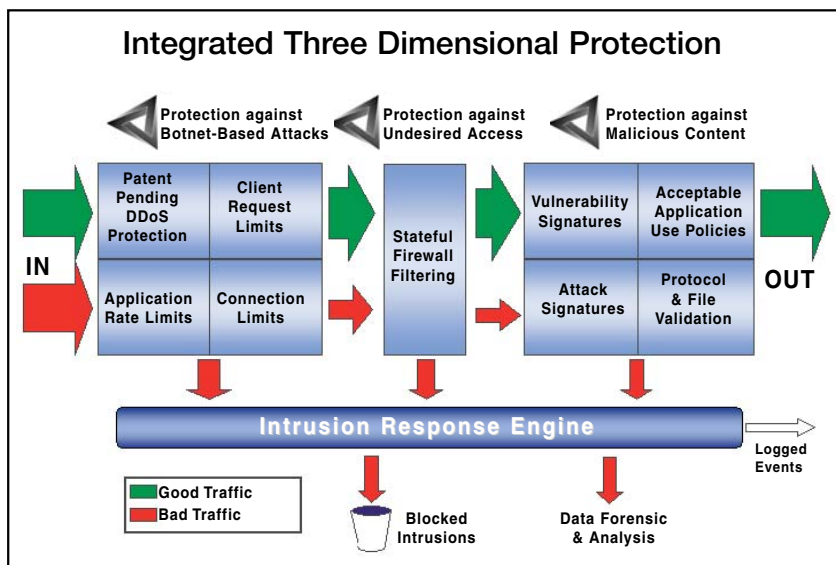 Integrated Three Dimensional Protection
Protection against
Botnet-Based Attacks
Protection against
Undesired Access
Protection against
Malicious Content
IN
Patent
Pending
DDoS
Protection
Client
Request
Limits
Application
Rate Limits
Connection
Limits
Stateful
Firewall
Filtering
Vulnerability
Signatures
Acceptable
Application
Use Policies
Attack
Signatures
Protocol
& File
Validation
OUT
Intrusion Response Engine
Logged
Events
Good Traffic
Bad Traffic
Blocked
Intrusions
Data Forensic
& Analysis